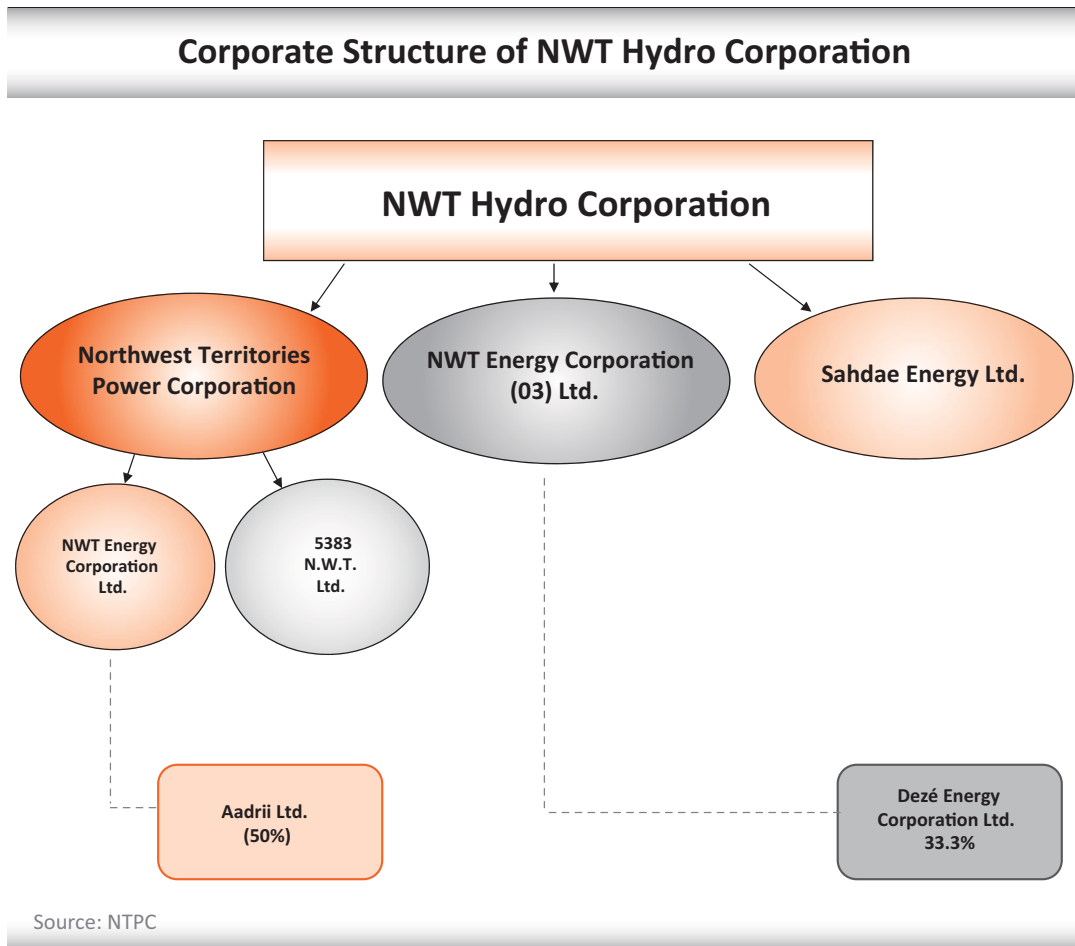 Corporate Structure of NWT Hydro Corporation
NWT Hydro Corporation
Northwest Territories
Power Corporation
NWT Energy Corporation
(03) Ltd.
Sahdae Energy Ltd.
NWT Energy
Corporation
Ltd.
5383
N.W.T.
Ltd.
Aadrii Ltd.
(50%)
Dezé Energy
Corporation Ltd.
33.3%
Source: NTPC